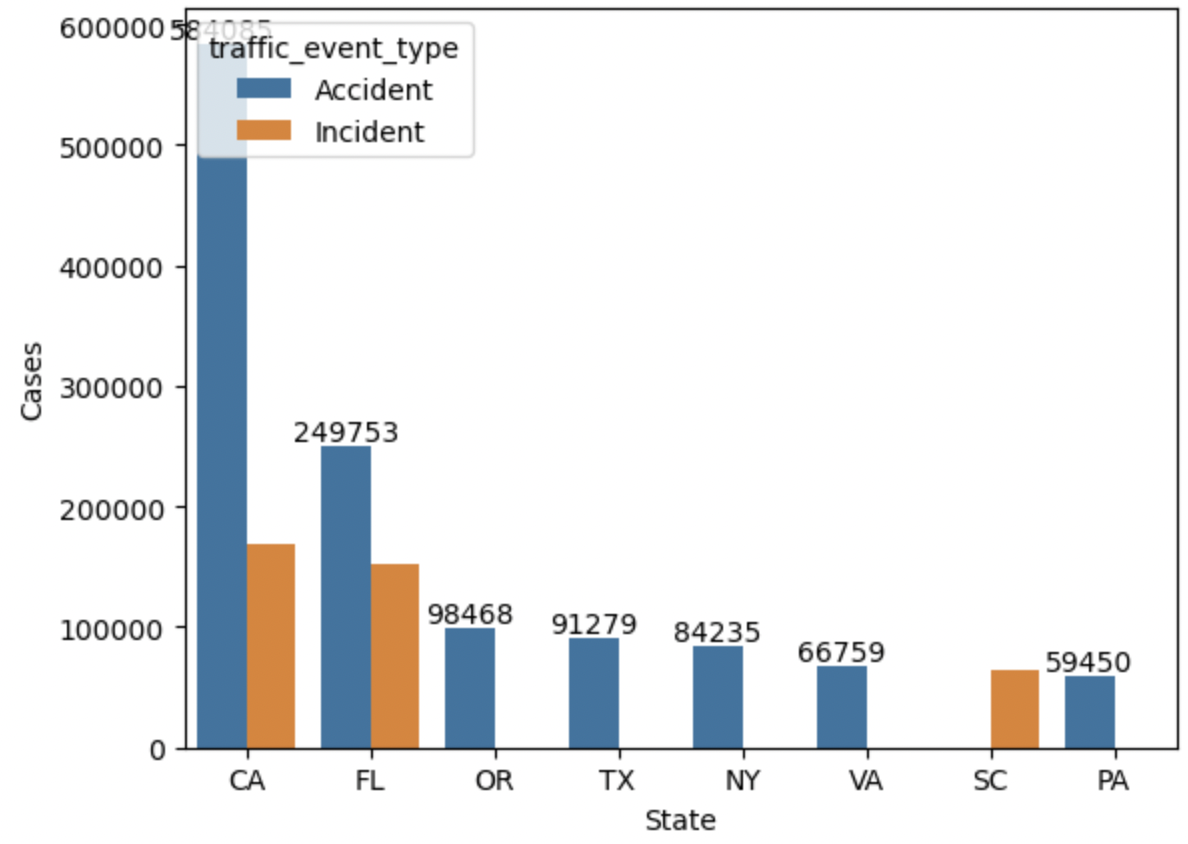 600000
584085
traffic_event_type
Accident
Incident
500000
400000
Cases
300000
249753
200000
98468
91279
84235
66759
59450
100000
0
CA FL OR TX NY VA SC PA
State